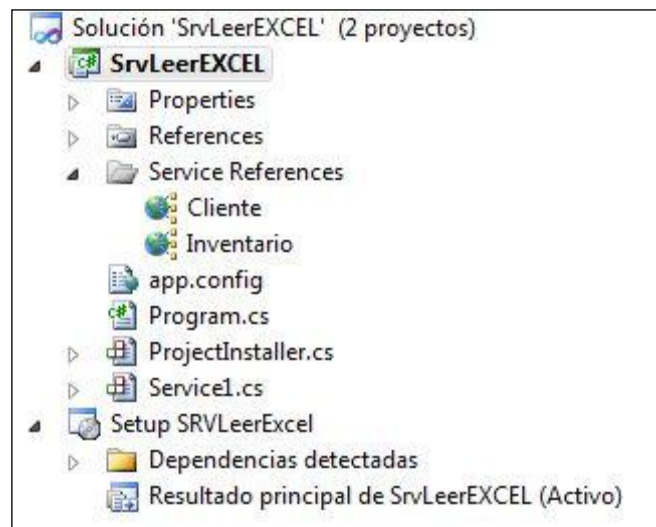 Solución 'SrvLeerEXCEL' (2 proyectos)
SrvLeerEXCEL
Properties
References
Service References
Cliente
Inventario
app.config
Program.cs
ProjectInstaller.cs
Service1.cs
Setup SRVLeerExcel
Dependencias detectadas
Resultado principal de SrvLeerEXCEL (Activo)